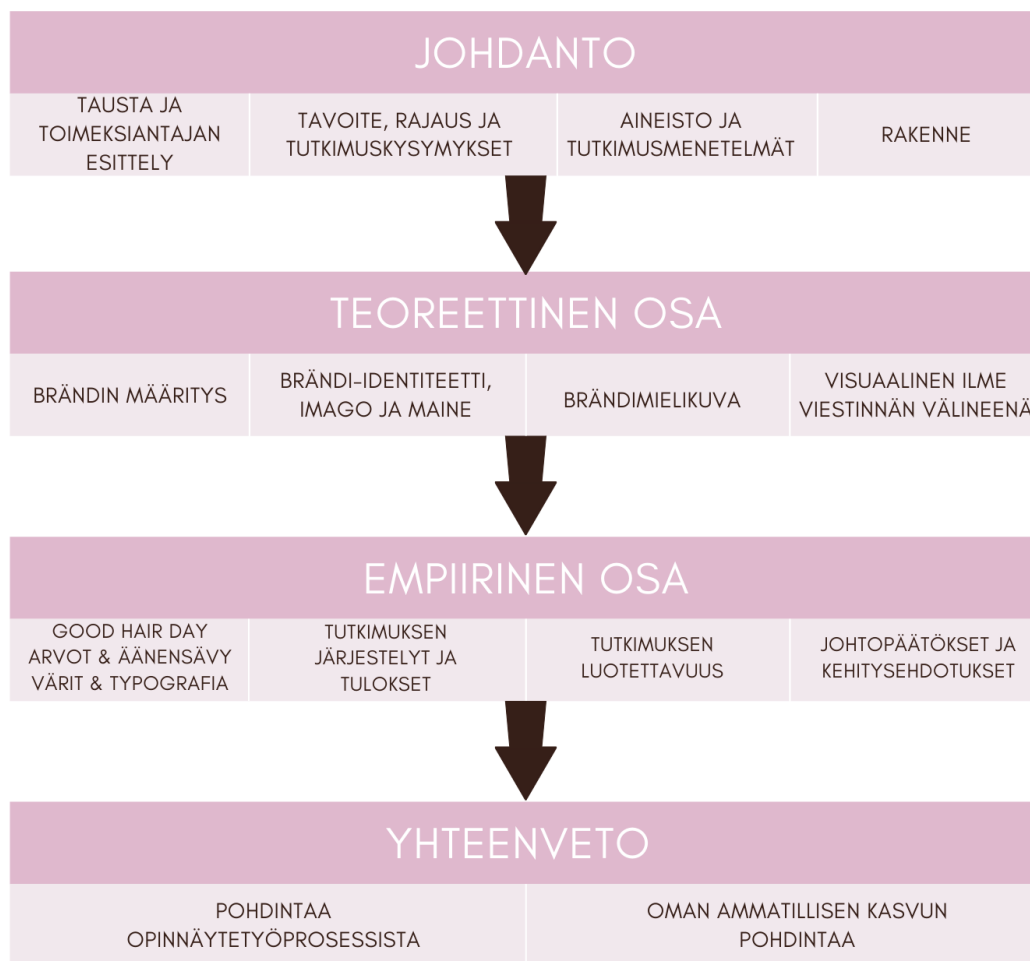 JOHDANTO
TAUSTA JA
TOIMEKSIANTAJAN
ESITTELY
TAVOITE, RAJAUS JA
TUTKIMUSKYSYMYKSET
AINEISTO JA
TUTKIMUSMENETELMÄT
RAKENNE
TEOREETTINEN OSA
BRÄNDIN MÄÄRITYS
BRÄNDI-IDENTITEETTI,
IMAGO JA MAINE
BRÄNDIMIELIKUVA
VISUAALINEN ILME
VIESTINNÄN VÄLINEENÄ
EMPIIRINEN OSA
GOOD HAIR DAY
ARVOT & ÄÄNENSÄVY
VÄRIT & TYPOGRAFIA
TUTKIMUKSEN
JÄRJESTELYT JA
TULOKSET
TUTKIMUKSEN
LUOTETTAVUUS
JOHTOPÄÄTÖKSET JA
KEHITYSEHDOTUKSET
YHTEENVETO
POHDINTAA
OPINNÄYTETYÖPROSESSISTA
OMAN AMMATILLISEN KASVUN
POHDINTAA